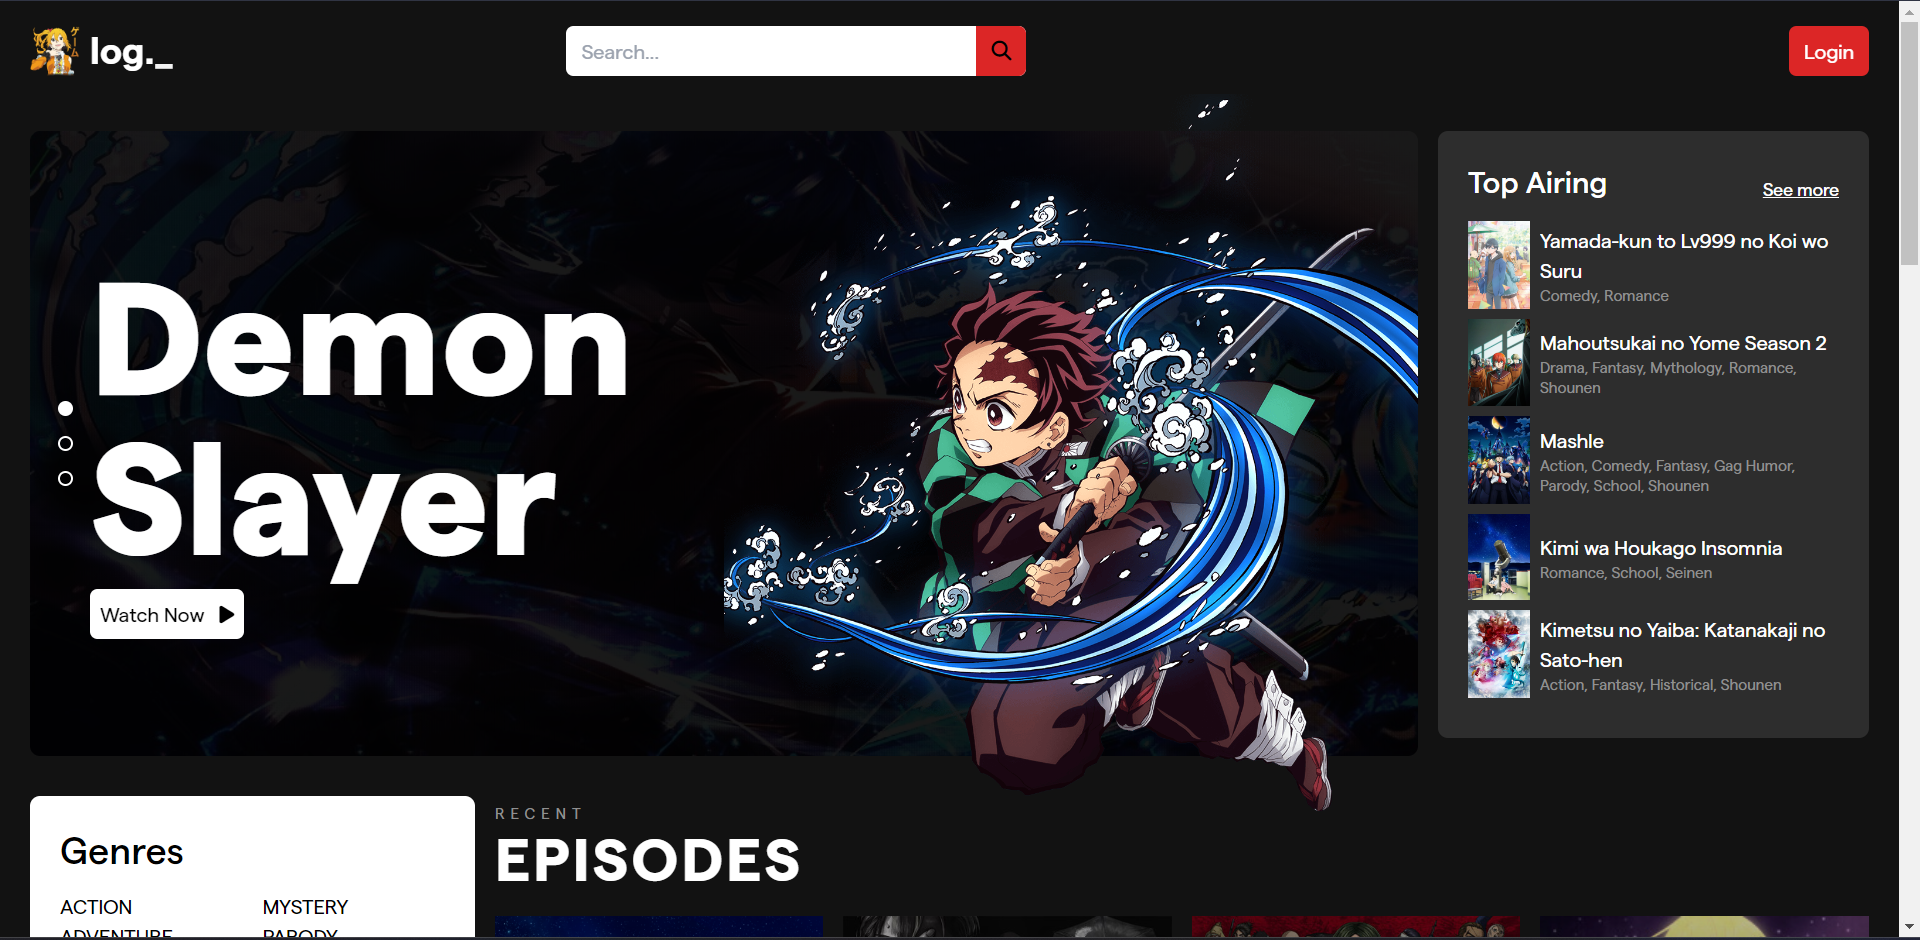 log._
Search...
Login
Demon
Slayer
Watch Now
Top Airing
See more
Yamada-kun to Lv999 no Koi wo
Suru
Comedy, Romance
Mahoutsukai no Yome Season 2
Drama, Fantasy, Mythology, Romance,
Shounen
Mashle
Action, Comedy, Fantasy, Gag Humor,
Parody, School, Shounen
Kimi wa Houkago Insomnia
Romance, School, Seinen
Kimetsu no Yaiba: Katanakaji no
Sato-hen
Action, Fantasy, Historical, Shounen
Genres
ACTION
MYSTERY
ADVENTURE
PARODY
RECENT
EPISODES